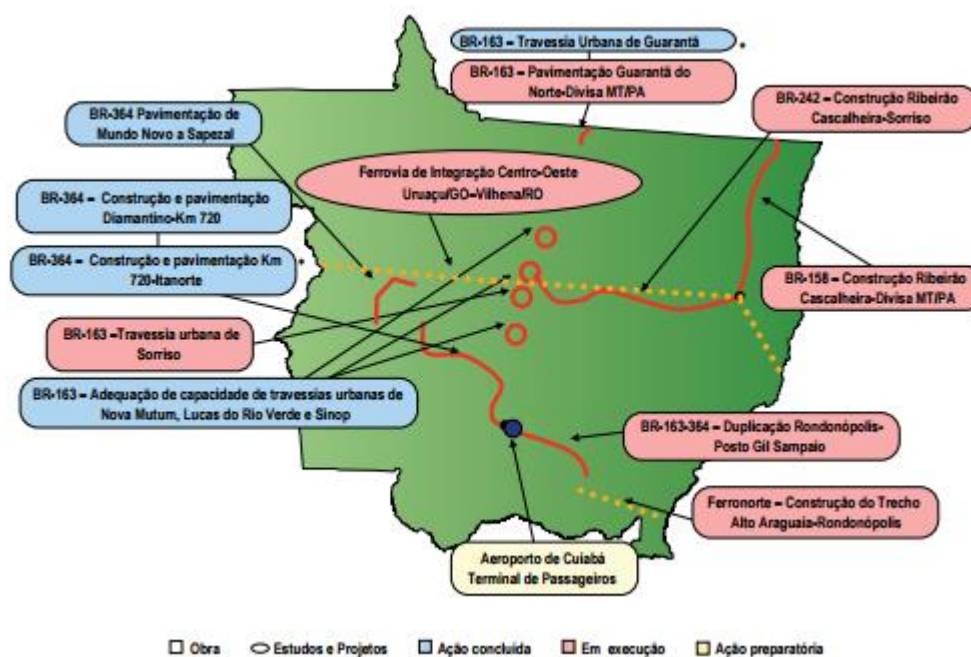 BR-163 – Travessia Urbana de Guarantã
*
BR-163 – Pavimentação Guarantã do
Norte-Divisa MT/PA
BR-242 – Construção Ribeirão
Cascalheira-Sorriso
BR-364 Pavimentação de
Mundo Novo a Sapezal
Ferrovia de Integração Centro-Oeste
Uruaçu/GO–Vilhena/RO
BR-364 – Construção e pavimentação
Diamantino-Km 720
BR-364 – Construção e pavimentação Km
720-Itanorte
*
BR-158 – Construção Ribeirão
Cascalheira-Divisa MT/PA
BR-163 –Travessia urbana de
Sorriso
BR-163 – Adequação de capacidade de travessias urbanas de
Nova Mutum, Lucas do Rio Verde e Sinop
BR-163-364 – Duplicação Rondonópolis-
Posto Gil Sampaio
Ferronorte – Construção do Trecho
Alto Araguaia-Rondonópolis
Aeroporto de Cuiabá
Terminal de Passageiros
Obra
Estudos e Projetos
Ação concluída
Em execução
Ação preparatória